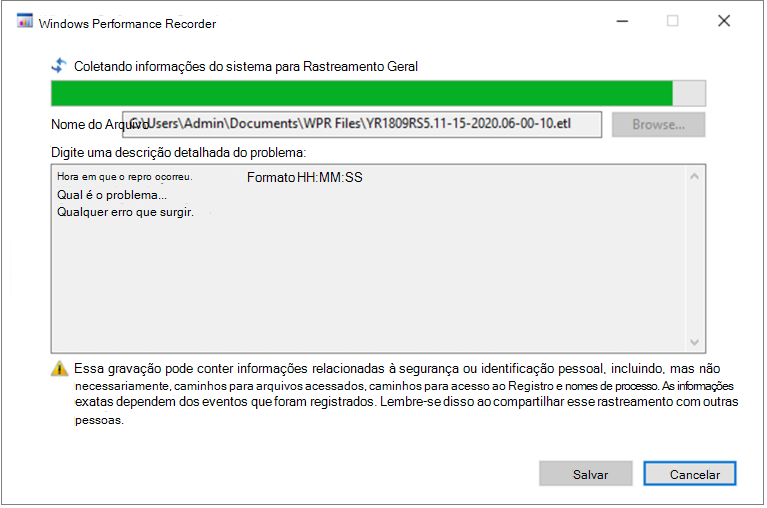 Windows Performance Recorder
Coletando informações do sistema para Rastreamento Geral
Nome do Arquivo C:\Users\Admin\Documents\WPR Files\YR1809RS5.11-15-2020.06-00-10.etl Browse...
Digite uma descrição detalhada do problema:
Hora em que o repro ocorreu. Formato HH:MM:SS
Qual é o problema...
Qualquer erro que surgir.
Essa gravação pode conter informações relacionadas à segurança ou identificação pessoal, incluindo, mas não
necessariamente, caminhos para arquivos acessados, caminhos para acesso ao Registro e nomes de processo. As informações
exatas dependem dos eventos que foram registrados. Lembre-se disso ao compartilhar esse rastreamento com outras
pessoas.
Salvar Cancelar